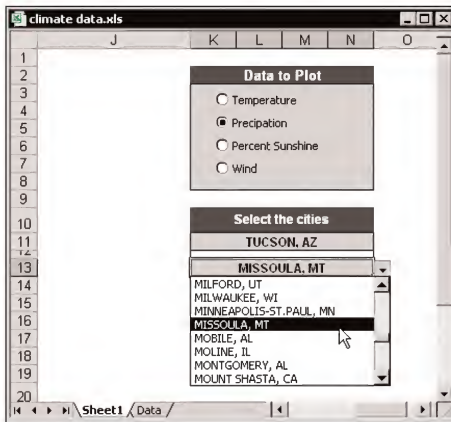 climate data.xls
J K L M N O
1
2 Data to Plot
3 Temperature
4
5 Precipation
6 Percent Sunshine
7 Wind
8
9
10 Select the cities
11 TUCSON, AZ
12
13 MISSOULA, MT
14 MILFORD, UT
15 MILWAUKEE, WI
MINNEAPOLIS-ST.PAUL, MN
16 MISSOULA, MT
17 MOBILE, AL
18 MOLINE, IL
19 MONTGOMERY, AL
MOUNT SHASTA, CA
20
Sheet1 Data